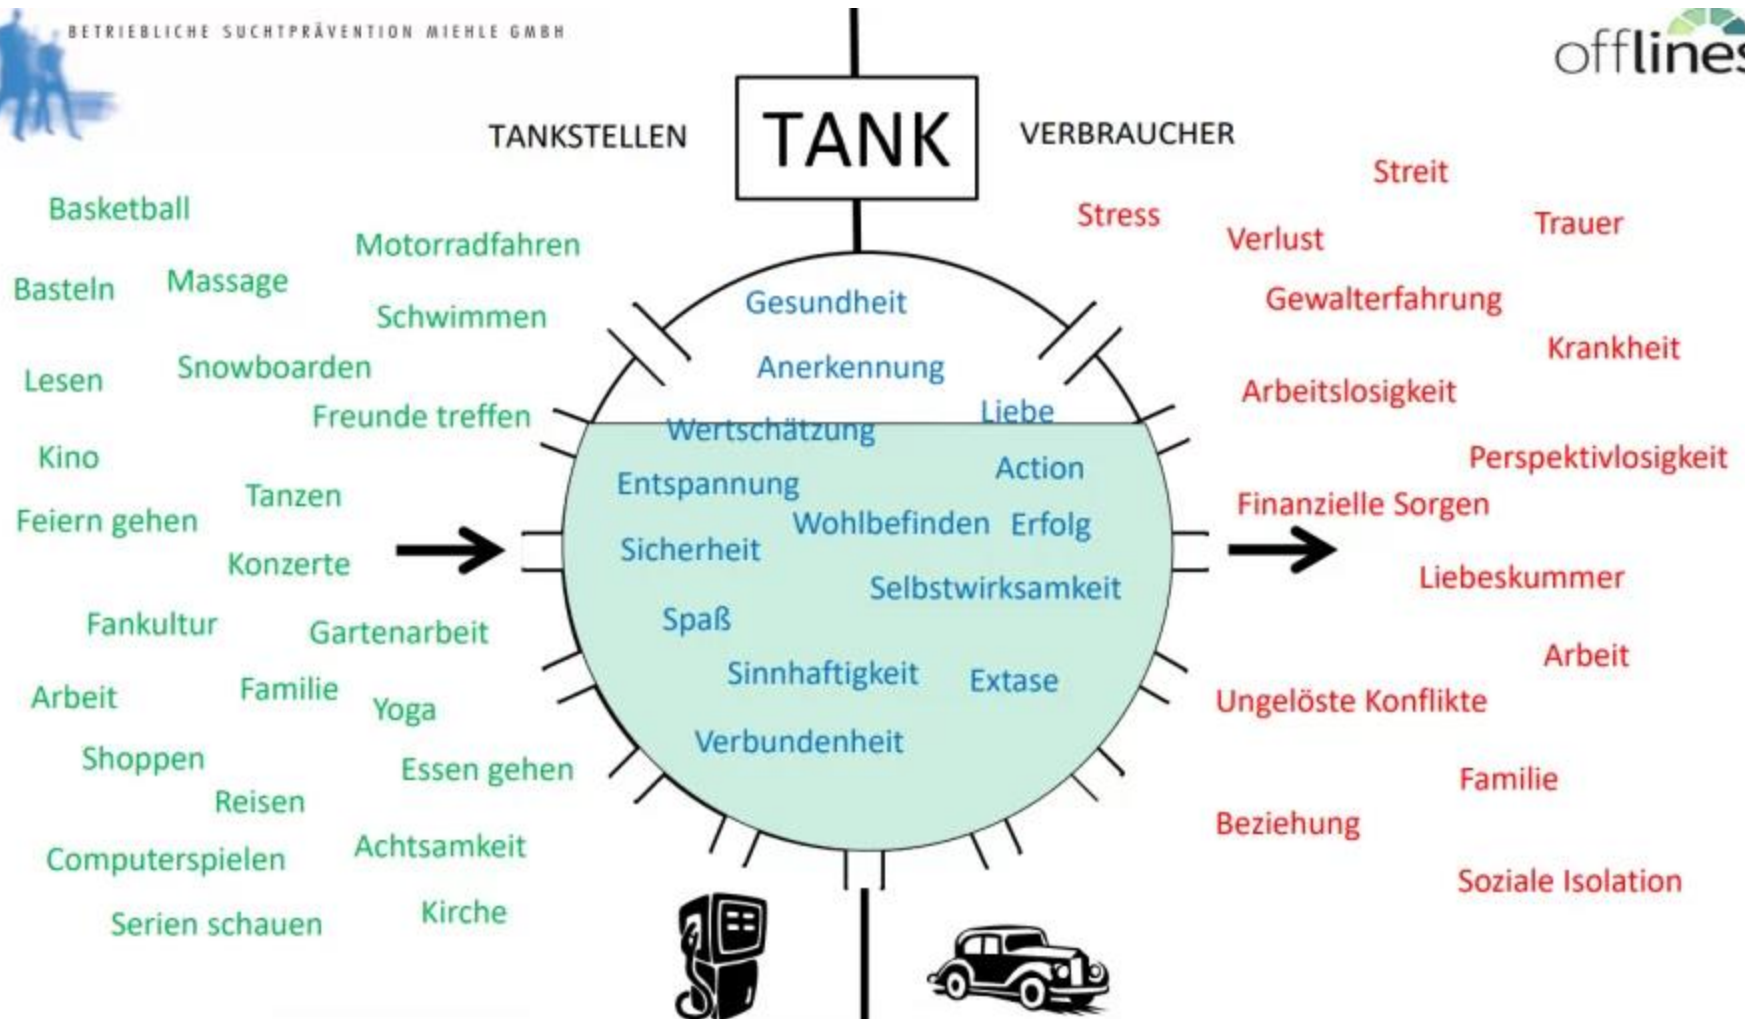 BETRIEBLICHE SUCHTPRÄVENTION MIEHLE GMBH
offlines
TANKSTELLEN
TANK
VERBRAUCHER
Basketball
Motorradfahren
Basteln
Massage
Schwimmen
Lesen
Snowboarden
Freunde treffen
Kino
Tanzen
Feiern gehen
Konzerte
Fankultur
Gartenarbeit
Arbeit
Familie
Yoga
Shoppen
Essen gehen
Reisen
Computerspielen
Achtsamkeit
Serien schauen
Kirche
Gesundheit
Anerkennung
Liebe
Wertschätzung
Action
Entspannung
Wohlbefinden
Erfolg
Sicherheit
Selbstwirksamkeit
Spaß
Sinnhaftigkeit
Extase
Verbundenheit
Streit
Stress
Verlust
Trauer
Gewalterfahrung
Krankheit
Arbeitslosigkeit
Perspektivlosigkeit
Finanzielle Sorgen
Liebeskummer
Arbeit
Ungelöste Konflikte
Familie
Beziehung
Soziale Isolation